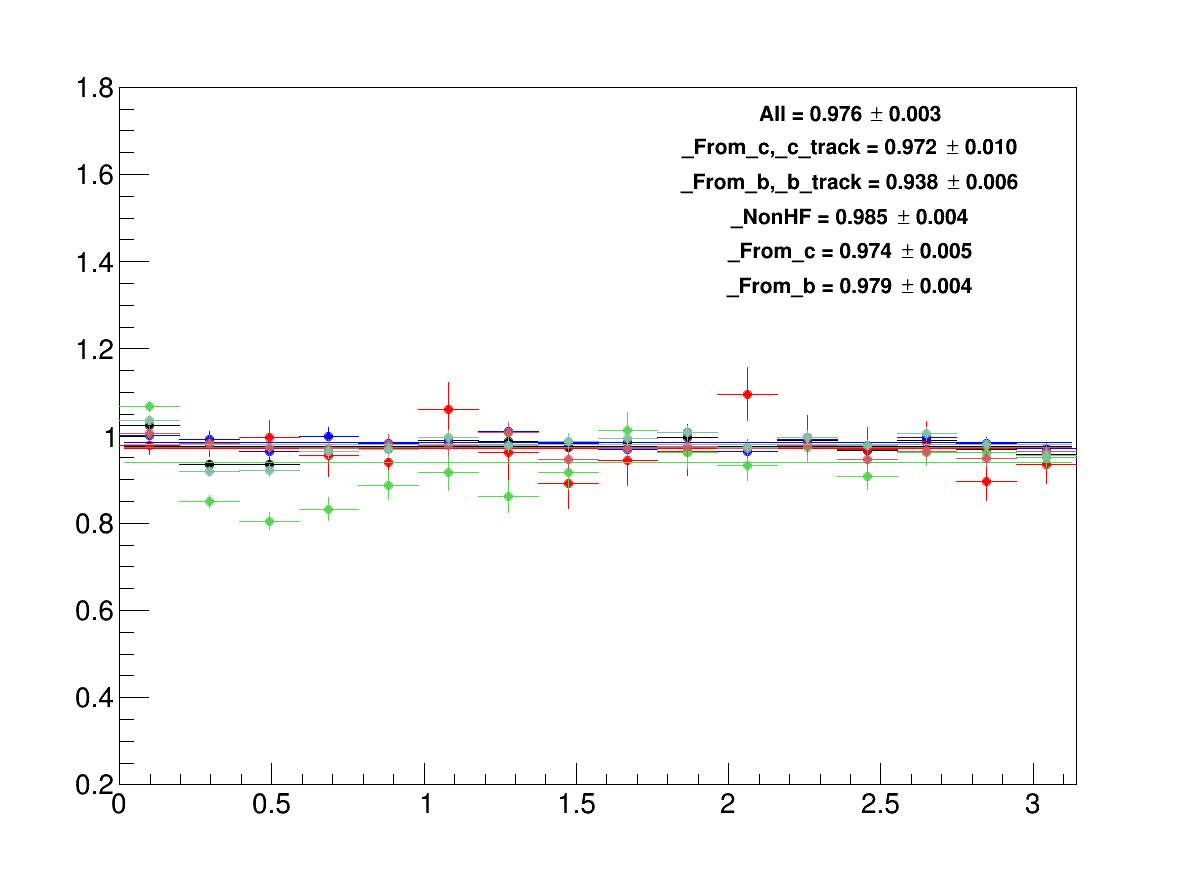 1.8
All = 0.976 ± 0.003
_From_c,_c_track = 0.972 ± 0.010
1.6
_From_b,_b_track = 0.938 ± 0.006
_NonHF = 0.985 ± 0.004
1.4
_From_c = 0.974 ± 0.005
_From_b = 0.979 ± 0.004
1.2
1
0.8
0.6
0.4
0.2
0 0.5 1 1.5 2 2.5 3